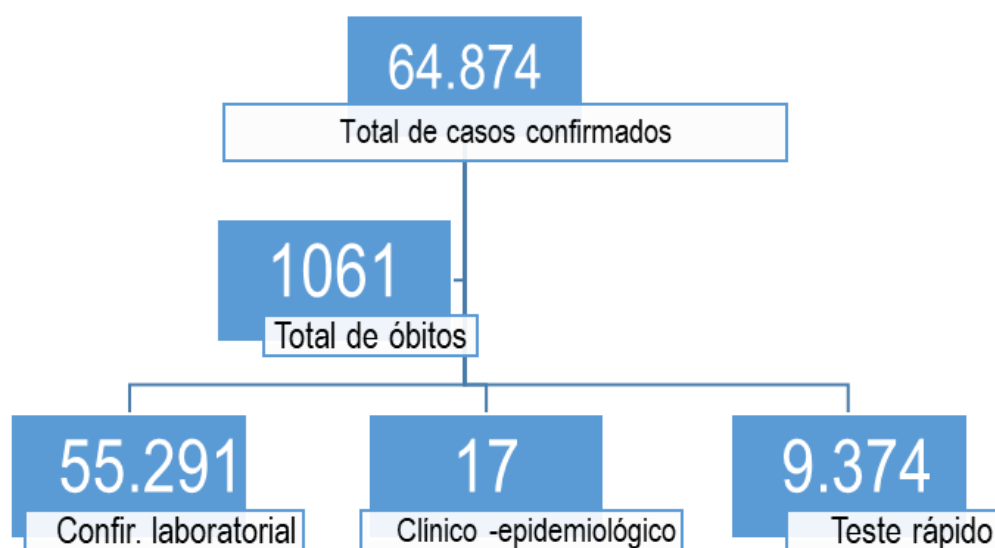 64.874
Total de casos confirmados
1061
Total de óbitos
55.291
Confir. laboratorial
17
Clínico -epidemiológico
9.374
Teste rápido